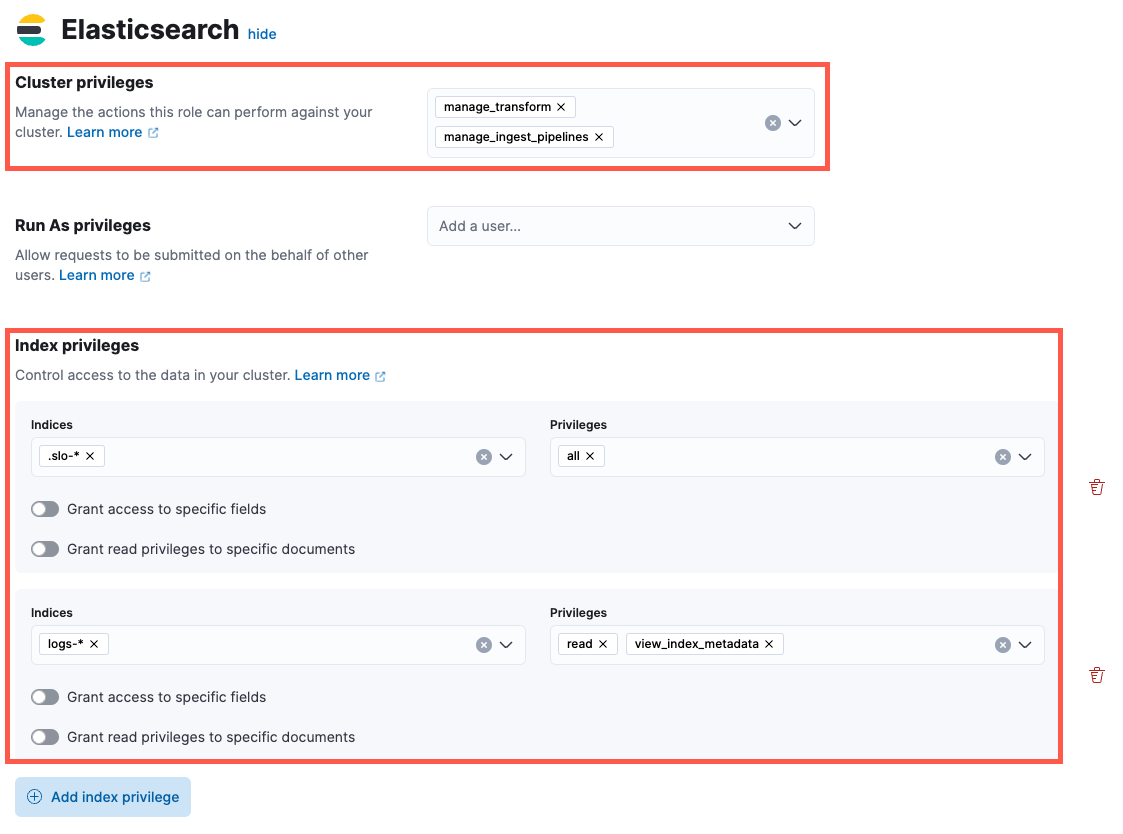 Elasticsearch hide
Cluster privileges
Manage the actions this role can perform against your
cluster. Learn more
manage_transform
manage_ingest_pipelines
Run As privileges
Allow requests to be submitted on the behalf of other
users. Learn more
Add a user...
Index privileges
Control access to the data in your cluster. Learn more
Indices
.slo-*
Privileges
all
Grant access to specific fields
Grant read privileges to specific documents
Indices
logs-*
Privileges
read view_index_metadata
Grant access to specific fields
Grant read privileges to specific documents
Add index privilege